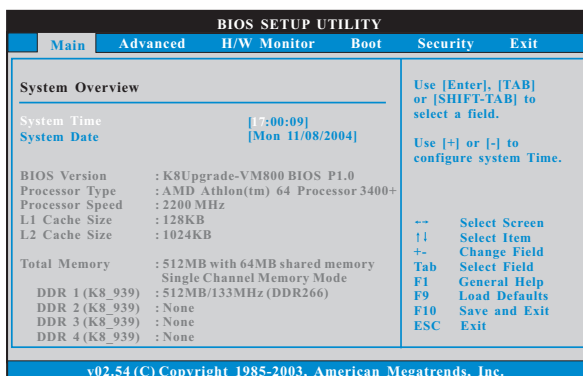 BIOS SETUP UTILITY
Main Advanced H/W Monitor Boot Security Exit
System Overview
System Time [17:00:09]
System Date [Mon 11/08/2004]
BIOS Version : K8Upgrade-VM800 BIOS P1.0
Processor Type : AMD Athlon(tm) 64 Processor 3400+
Processor Speed : 2200 MHz
L1 Cache Size : 128KB
L2 Cache Size : 1024KB
Total Memory : 512MB with 64MB shared memory
Single Channel Memory Mode
DDR 1 (K8_939) : 512MB/133MHz (DDR266)
DDR 2 (K8_939) : None
DDR 3 (K8_939) : None
DDR 4 (K8_939) : None
Use [Enter], [TAB]
or [SHIFT-TAB] to
select a field.
Use [+] or [-] to
configure system Time.
←→ Select Screen
↑↓ Select Item
+- Change Field
Tab Select Field
F1 General Help
F9 Load Defaults
F10 Save and Exit
ESC Exit
v02.54 (C) Copyright 1985-2003, American Megatrends, Inc.